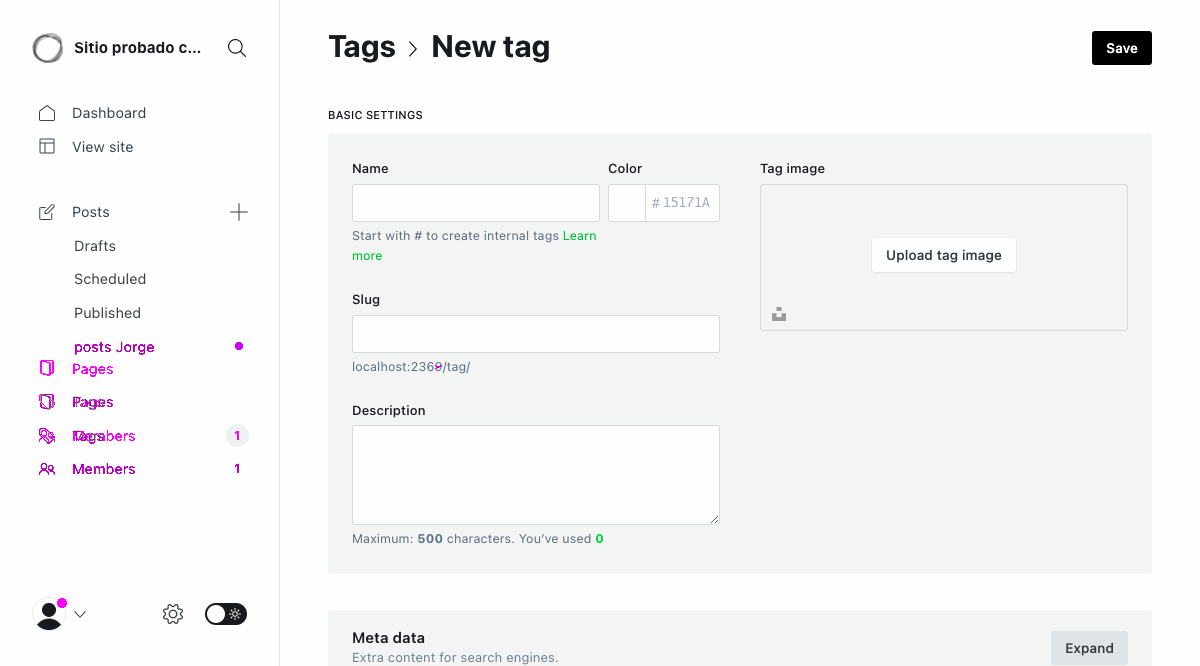 Sitio probado c...
Dashboard
View site
Posts
Drafts
Scheduled
Published
posts Jorge
Pages
Pages
Members 1
Members 1
Tags > New tag
Save
BASIC SETTINGS
Name
Color
# 15171A
Start with # to create internal tags Learn
more
Slug
localhost:2368/tag/
Description
Maximum: 500 characters. You've used 0
Tag image
Upload tag image
Meta data
Extra content for search engines.
Expand